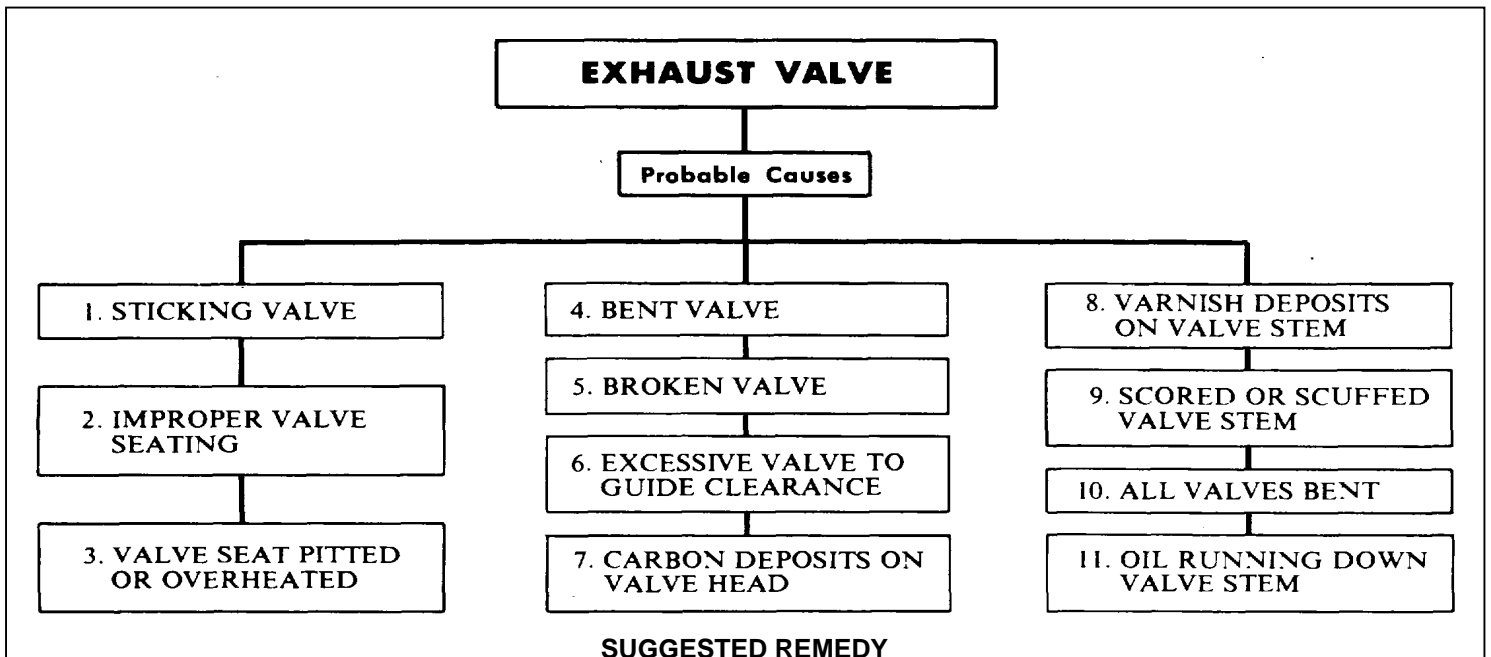 EXHAUST VALVE
Probable Causes
1. STICKING VALVE
2. IMPROPER VALVE
SEATING
3. VALVE SEAT PITTED
OR OVERHEATED
4. BENT VALVE
5. BROKEN VALVE
6. EXCESSIVE VALVE TO
GUIDE CLEARANCE
7. CARBON DEPOSITS ON
VALVE HEAD
8. VARNISH DEPOSITS
ON VALVE STEM
9. SCORED OR SCUFFED
VALVE STEM
10. ALL VALVES BENT
11. OIL RUNNING DOWN
VALVE STEM
SUGGESTED REMEDY